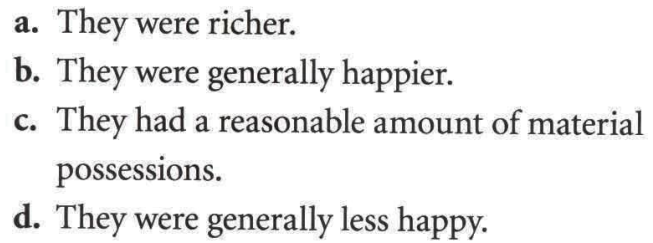 a. They were richer.
b. They were generally happier.
c. They had a reasonable amount of material
possessions.
d. They were generally less happy.